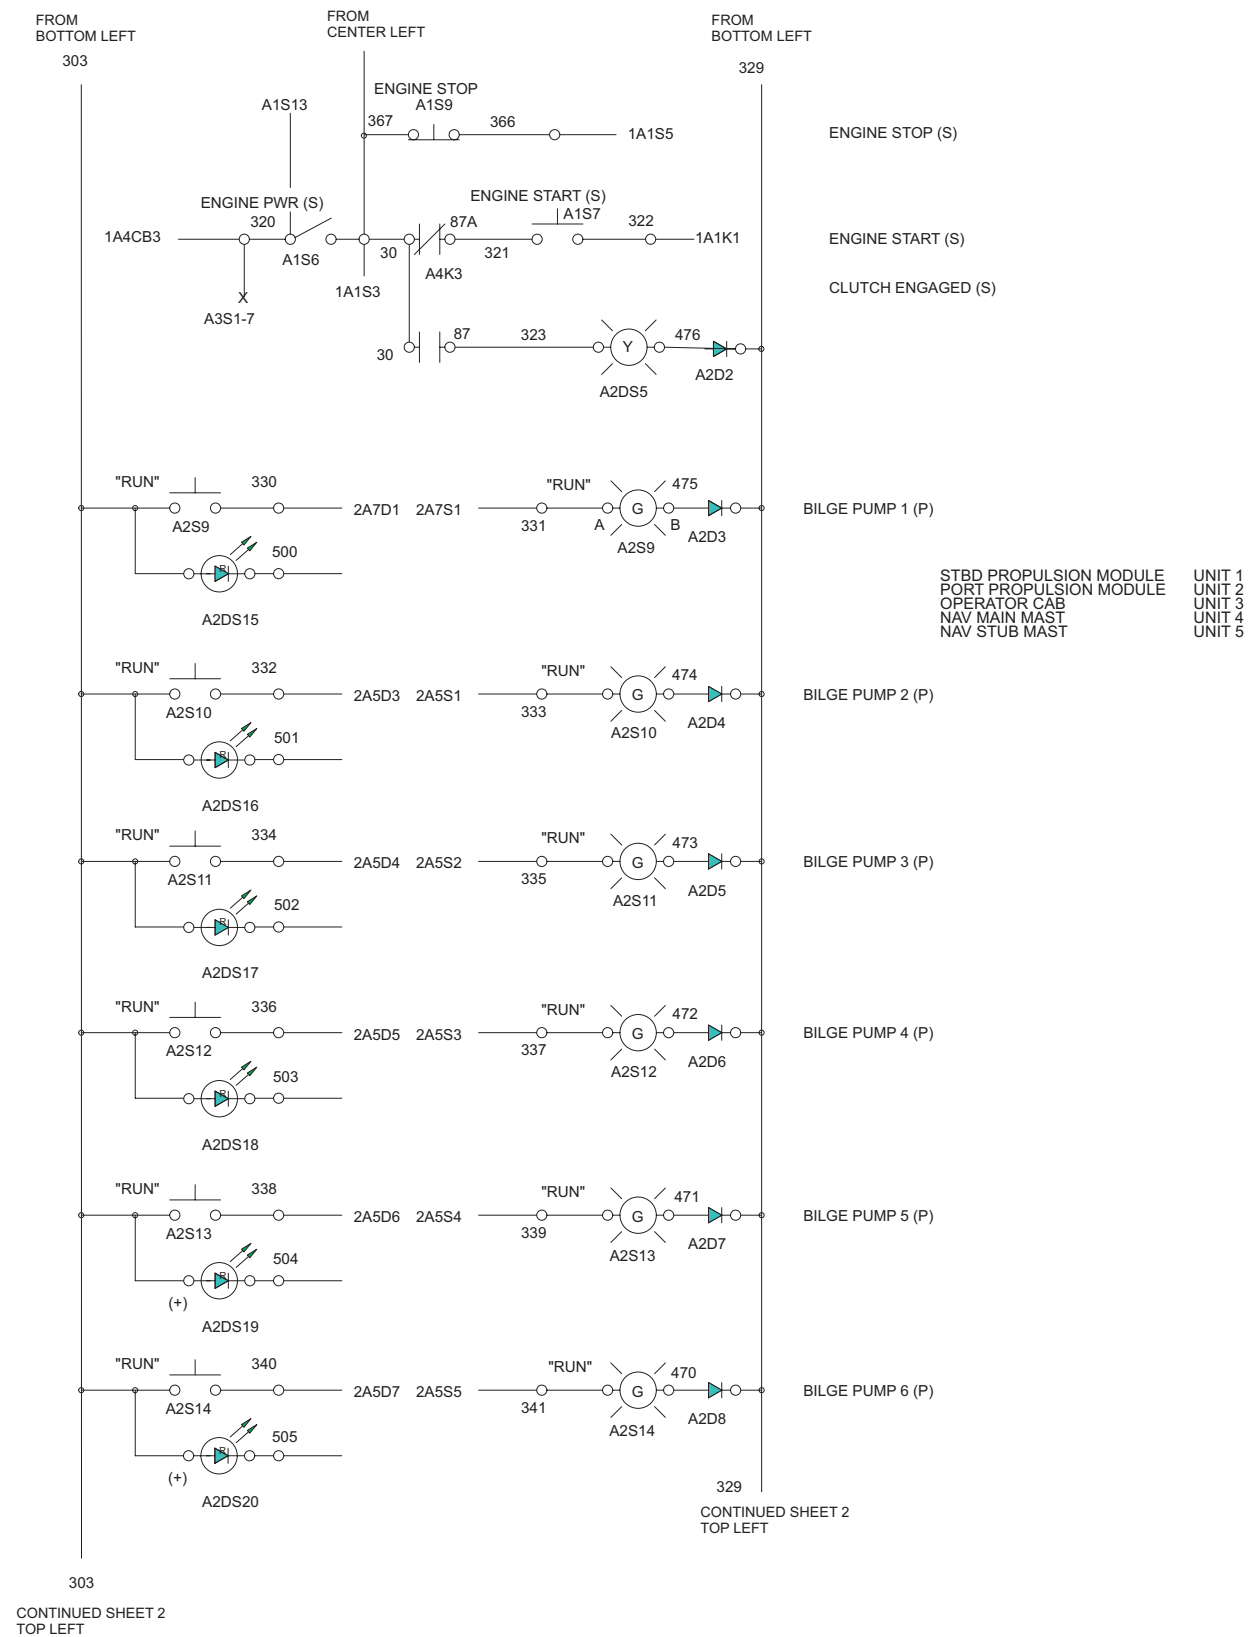 FROM
BOTTOM LEFT
303
FROM
CENTER LEFT
FROM
BOTTOM LEFT
329
ENGINE STOP
A1S13
A1S9
367
366
1A1S5
ENGINE STOP (S)
ENGINE PWR (S)
ENGINE START (S)
320
87A
A1S7
322
1A4CB3
1A1K1
ENGINE START (S)
A1S6
30
321
A4K3
1A1S3
CLUTCH ENGAGED (S)
X
A3S1-7
87
323
476
30
Y
A2D2
A2DS5
"RUN"
330
"RUN"
475
2A7D1
2A7S1
G
BILGE PUMP 1 (P)
A2S9
331
A
B
A2D3
A2S9
500
R
A2DS15
STBD PROPULSION MODULE UNIT 1
PORT PROPULSION MODULE UNIT 2
OPERATOR CAB UNIT 3
NAV MAIN MAST UNIT 4
NAV STUB MAST UNIT 5
"RUN"
332
"RUN"
474
2A5D3
2A5S1
G
BILGE PUMP 2 (P)
A2S10
333
A2D4
A2S10
501
R
A2DS16
"RUN"
334
"RUN"
473
2A5D4
2A5S2
G
BILGE PUMP 3 (P)
A2S11
335
A2D5
A2S11
502
R
A2DS17
"RUN"
336
"RUN"
472
2A5D5
2A5S3
G
BILGE PUMP 4 (P)
A2S12
337
A2D6
A2S12
503
R
A2DS18
"RUN"
338
"RUN"
471
2A5D6
2A5S4
G
BILGE PUMP 5 (P)
A2S13
339
A2D7
A2S13
504
R
(+)
A2DS19
"RUN"
340
"RUN"
470
2A5D7
2A5S5
G
BILGE PUMP 6 (P)
A2S14
341
A2D8
A2S14
505
R
(+)
A2DS20
329
CONTINUED SHEET 2
TOP LEFT
303
CONTINUED SHEET 2
TOP LEFT